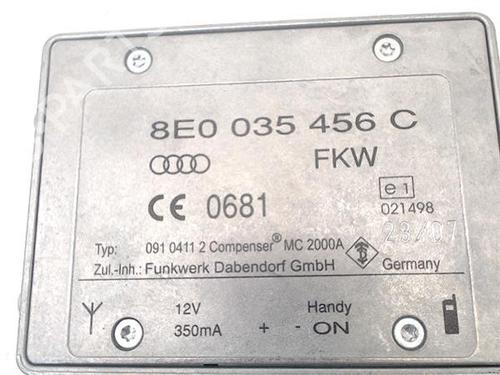 8E0 035 456 C
FKW
CE 0681
e1
021498
23/07
Typ: 091 0411 2 Compenser® MC 2000A
Zul.-Inh.: Funkwerk Dabendorf GmbH
Germany
12V Handy
350mA + - ON